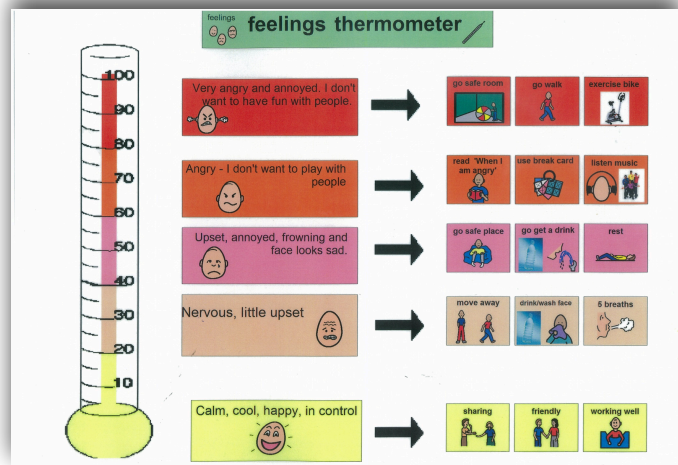 feelings
feelings thermometer
100
90
80
70
60
50
40
30
20
10
Very angry and annoyed. I don't
want to have fun with people.
go safe room
go walk
exercise bike
Angry - I don't want to play with
people
read 'When I
am angry'
use break card
listen music
Upset, annoyed, frowning and
face looks sad.
go safe place
go get a drink
rest
Nervous, little upset
move away
drink/wash face
5 breaths
Calm, cool, happy, in control
sharing
friendly
working well